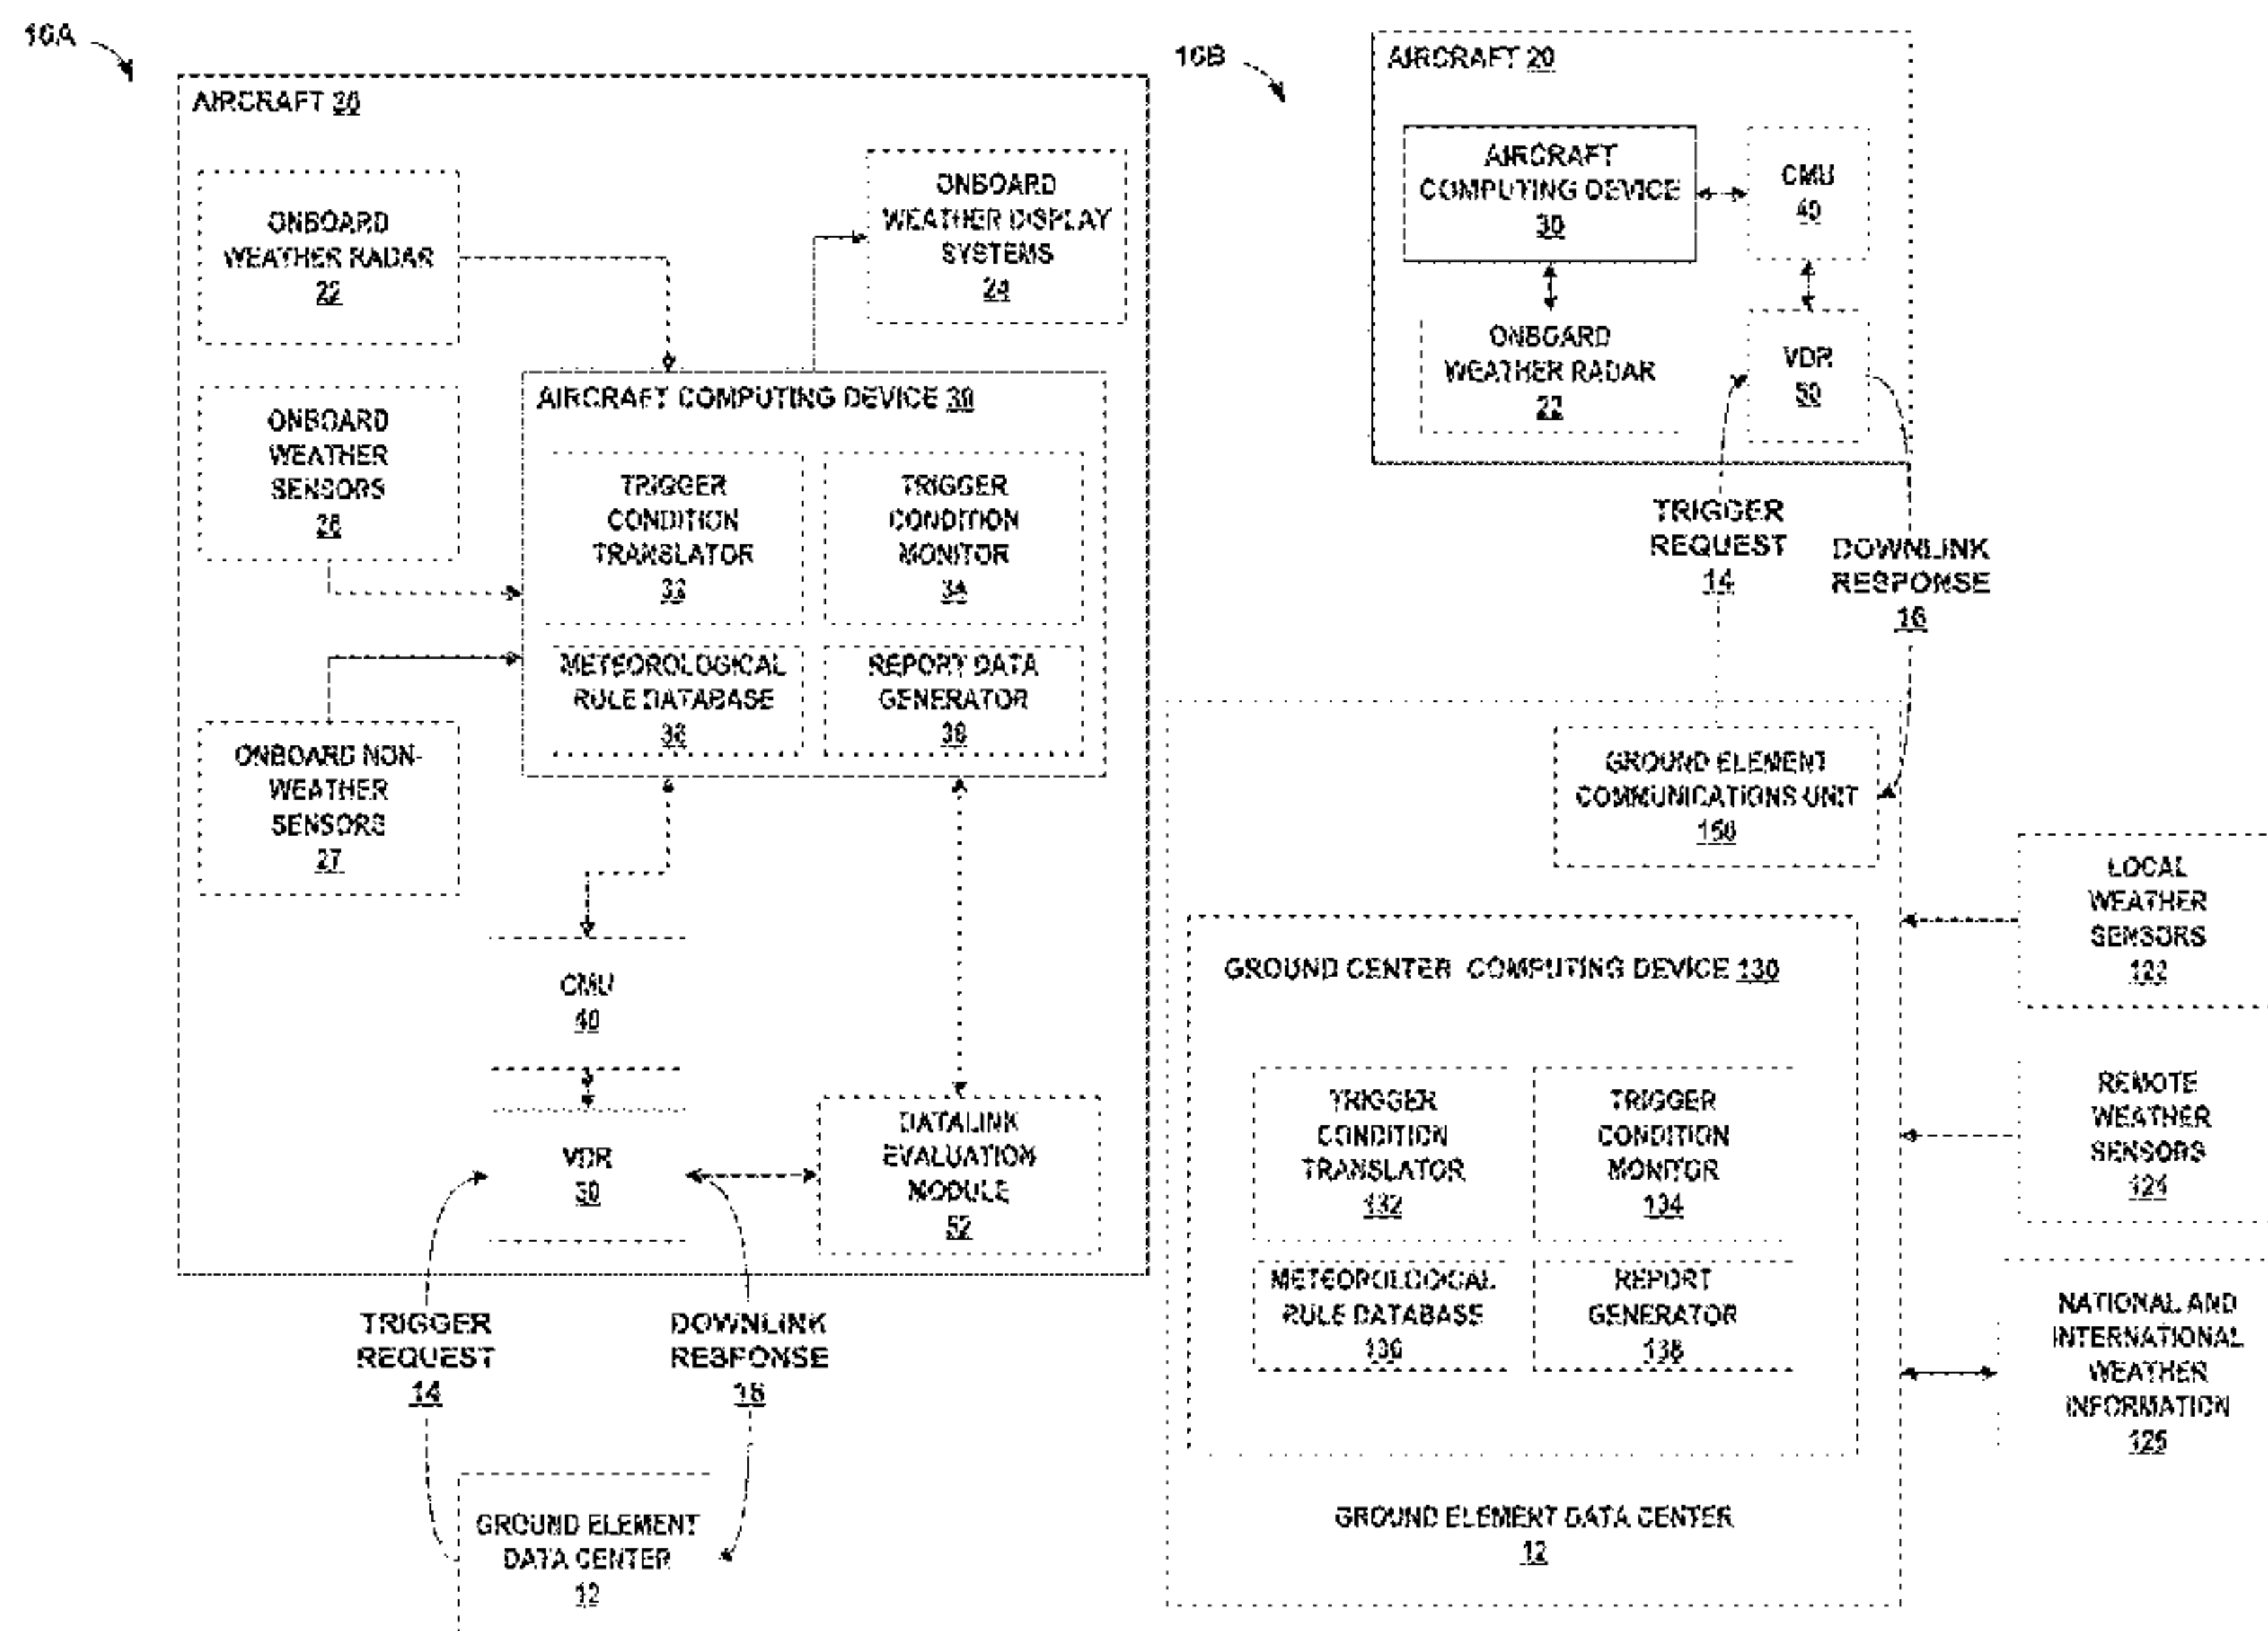 10A
AIRCRAFT 20
ONBOARD
WEATHER RADAR
22
ONBOARD
WEATHER DISPLAY
SYSTEMS
24
ONBOARD
WEATHER
SENSORS
26
AIRCRAFT COMPUTING DEVICE 30
TRIGGER
CONDITION
TRANSLATOR
32
TRIGGER
CONDITION
MONITOR
34
METEOROLOGICAL
RULE DATABASE
36
REPORT DATA
GENERATOR
38
ONBOARD NON-
WEATHER
SENSORS
27
CMU
40
VDR
50
DATALINK
EVALUATION
MODULE
52
TRIGGER
REQUEST
14
DOWNLINK
RESPONSE
16
GROUND ELEMENT
DATA CENTER
12
10B
AIRCRAFT 20
AIRCRAFT
COMPUTING DEVICE
30
CMU
40
ONBOARD
WEATHER RADAR
22
VDR
50
TRIGGER
REQUEST
14
DOWNLINK
RESPONSE
16
GROUND ELEMENT
COMMUNICATIONS UNIT
150
GROUND CENTER COMPUTING DEVICE 130
TRIGGER
CONDITION
TRANSLATOR
132
TRIGGER
CONDITION
MONITOR
134
METEOROLOGICAL
RULE DATABASE
136
REPORT
GENERATOR
138
GROUND ELEMENT DATA CENTER
12
LOCAL
WEATHER
SENSORS
122
REMOTE
WEATHER
SENSORS
124
NATIONAL AND
INTERNATIONAL
WEATHER
INFORMATION
126